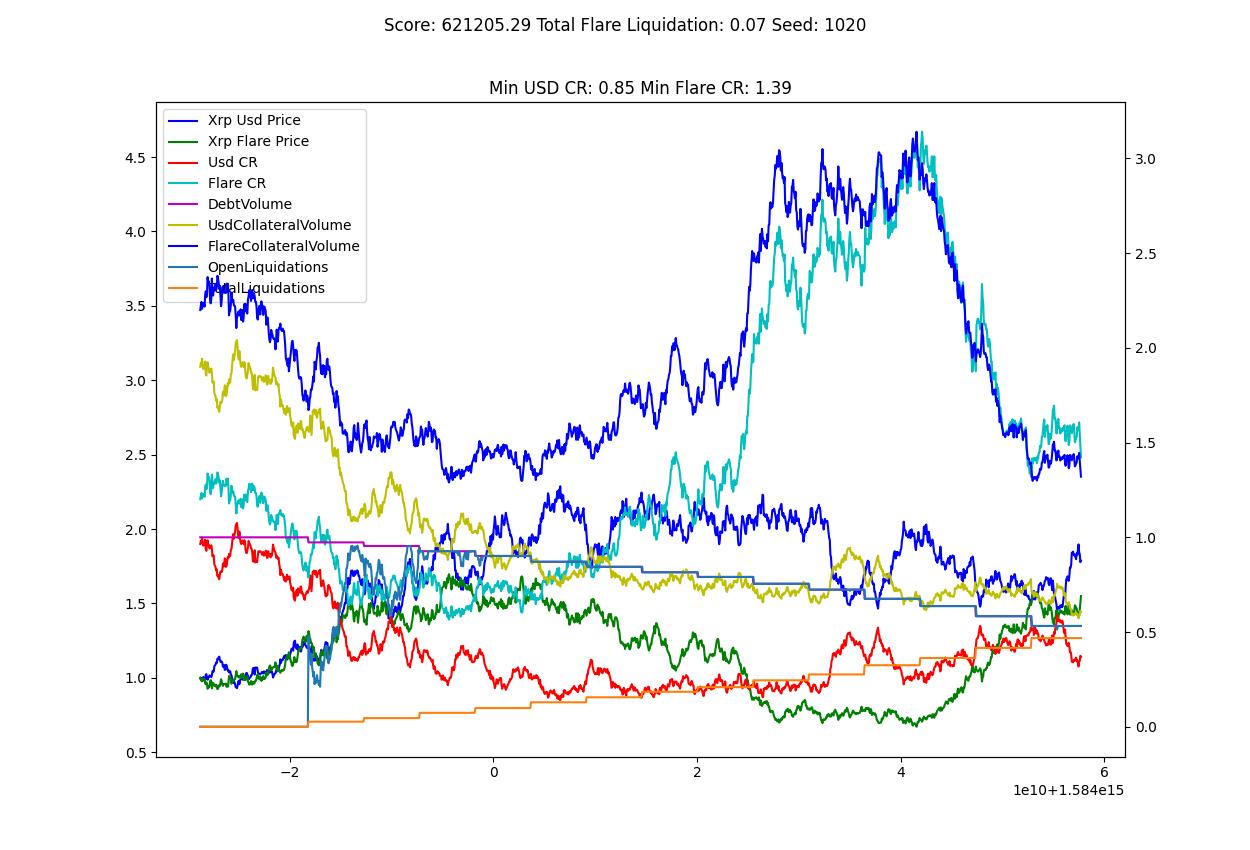 Score: 621205.29 Total Flare Liquidation: 0.07 Seed: 1020
Min USD CR: 0.85 Min Flare CR: 1.39
Xrp Usd Price
Xrp Flare Price
Usd CR
Flare CR
DebtVolume
UsdCollateralVolume
FlareCollateralVolume
OpenLiquidations
TotalLiquidations
4.5
4.0
3.5
3.0
2.5
2.0
1.5
1.0
0.5
3.0
2.5
2.0
1.5
1.0
0.5
0.0
−2
0
2
4
6
1e10+1.584e15